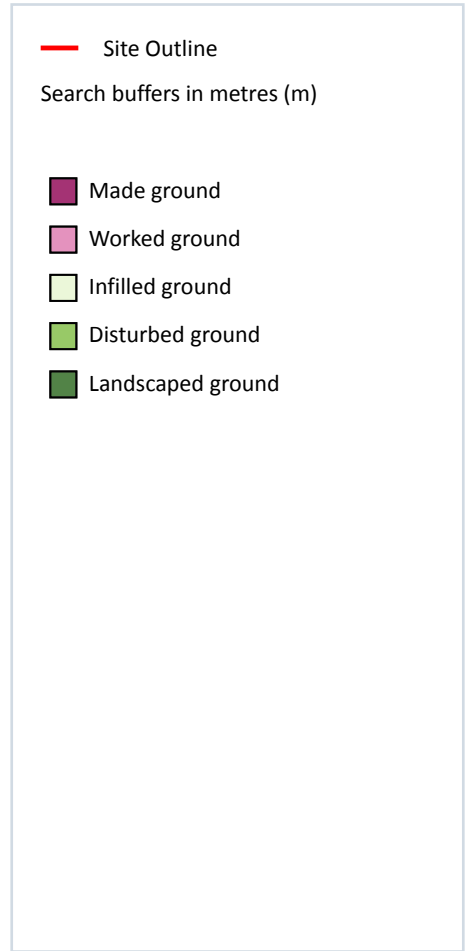 Site Outline
Search buffers in metres (m)
Made ground
Worked ground
Infilled ground
Disturbed ground
Landscaped ground